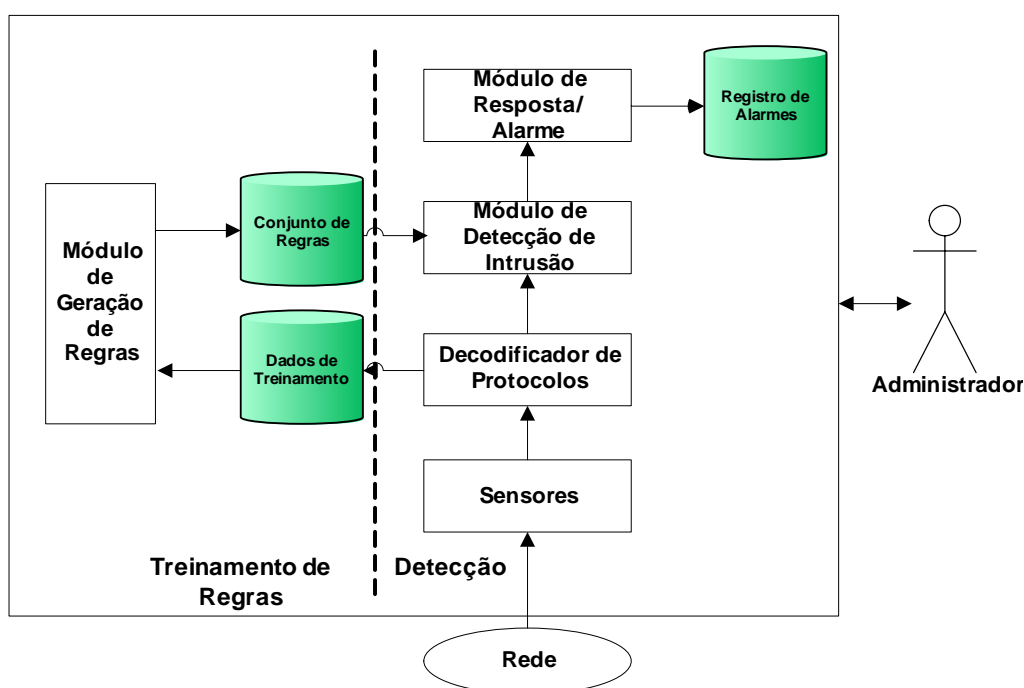 Módulo de
Resposta/
Alarme
Registro de
Alarmes
Conjunto de
Regras
Módulo de
Detecção de
Intrusão
Módulo
de
Geração
de
Regras
Dados de
Treinamento
Decodificador de
Protocolos
Administrador
Sensores
Treinamento de
Regras
Detecção
Rede